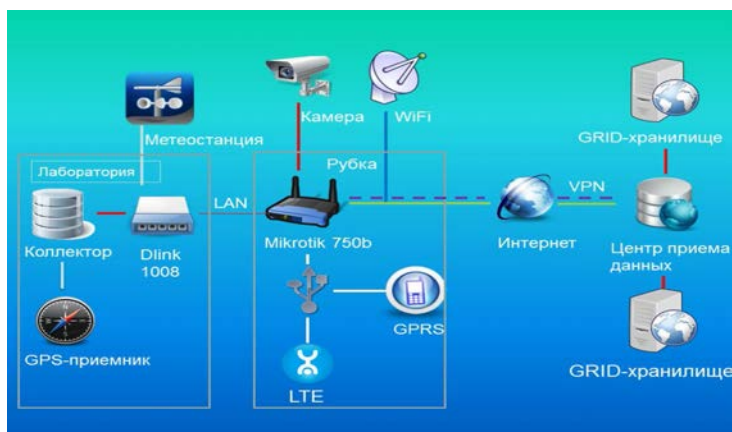 Камера
WiFi
GRID-хранилище
Метеостанция
Лаборатория
Рубка
LAN
VPN
Коллектор
Dlink
1008
Mikrotik 750b
Интернет
Центр приема
данных
GPS-приемник
GPRS
LTE
GRID-хранилище